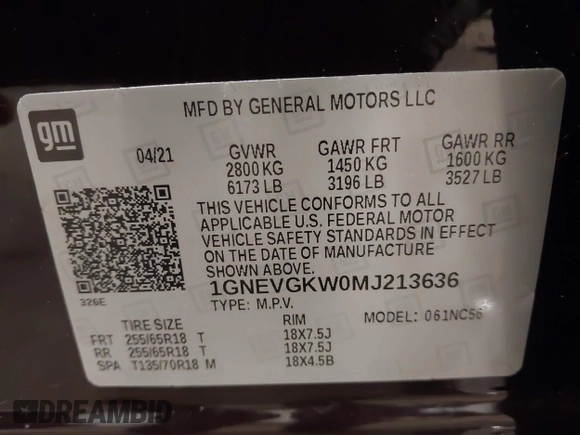 MFD BY GENERAL MOTORS LLC
gm
04/21 GVWR GAWR FRT GAWR RR
2800 KG 1450 KG 1600 KG
6173 LB 3196 LB 3527 LB
THIS VEHICLE CONFORMS TO ALL
APPLICABLE U.S. FEDERAL MOTOR
VEHICLE SAFETY STANDARDS IN EFFECT
ON THE DATE OF MANUFACTURE
SHOWN ABOVE.
326E
1GNEVGKW0MJ213636
TYPE: M.P.V. MODEL: 061NC56
TIRE SIZE RIM
FRT 255/65R18 T 18X7.5J
RR 255/65R18 T 18X7.5J
SPA T135/70R18 M 18X4.5B
DREAMBID